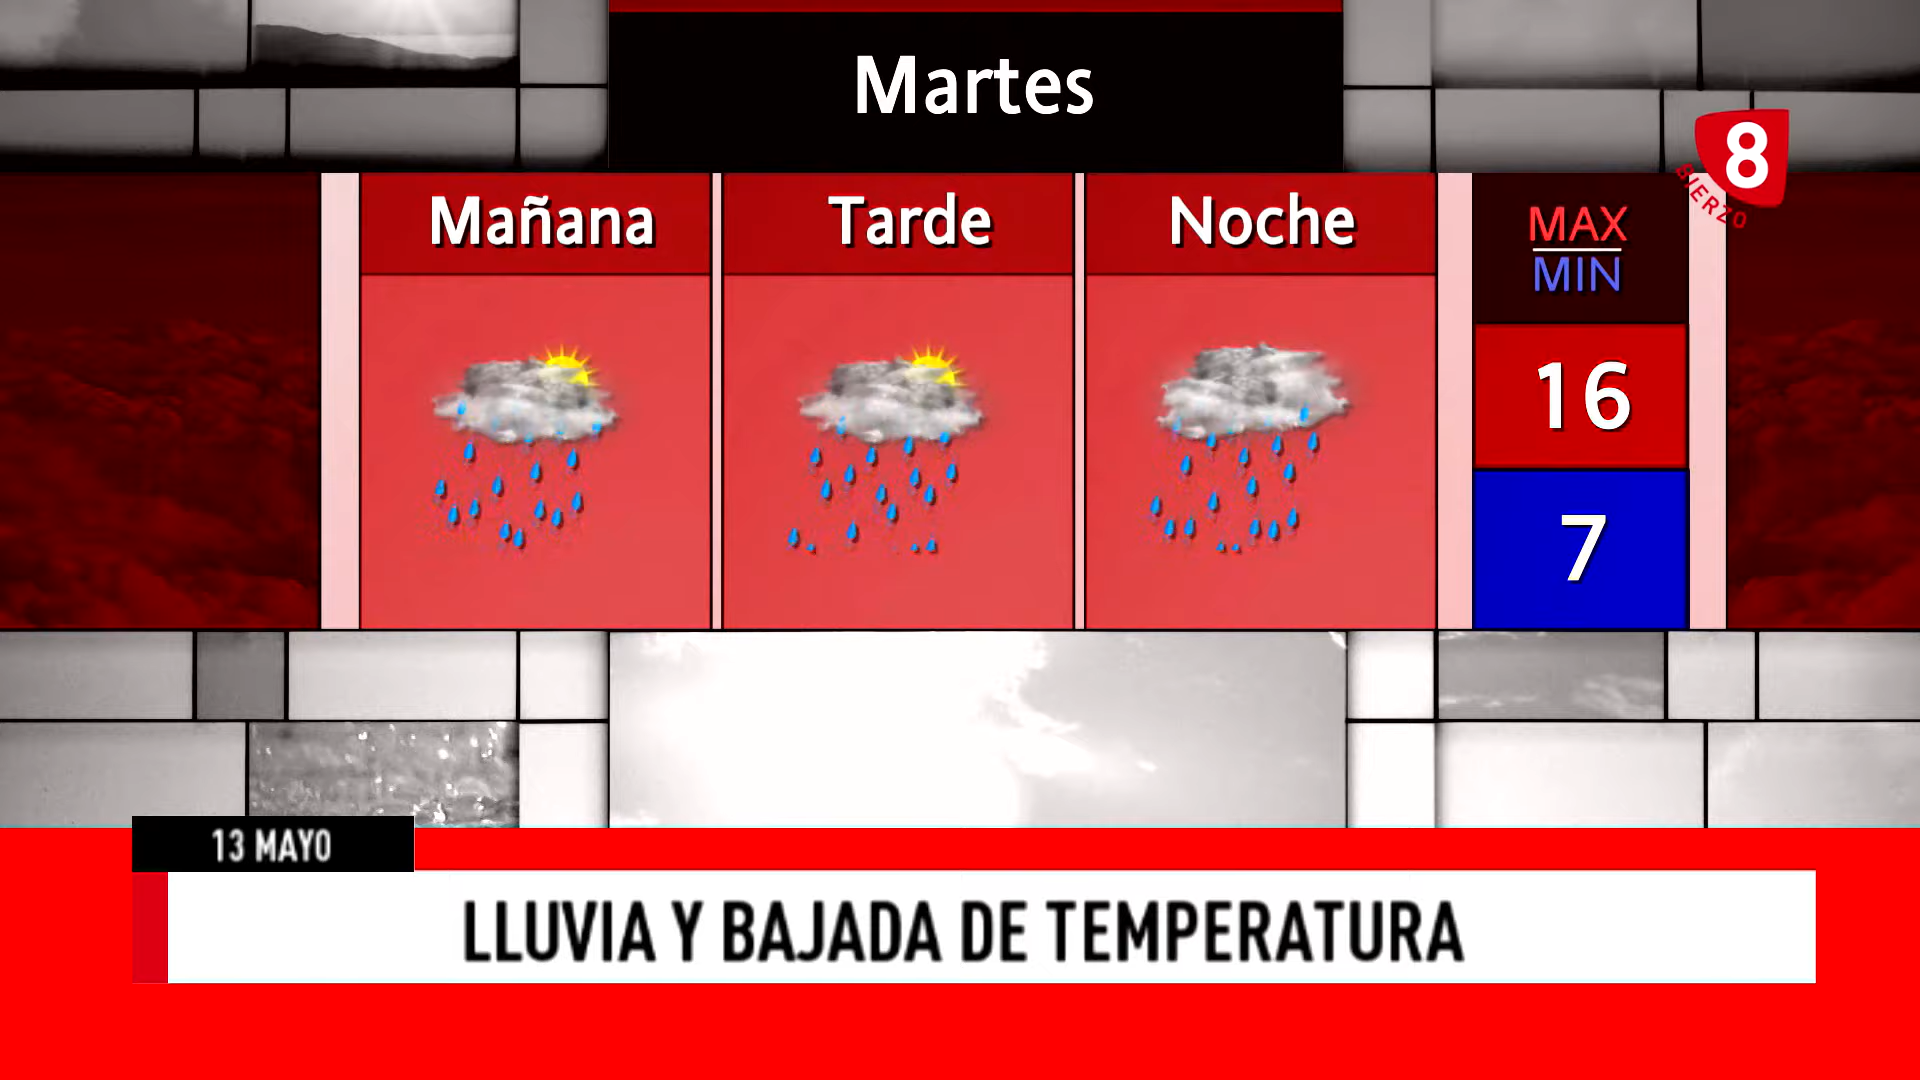 Martes
8
BIERZO
Mañana
Tarde
Noche
MAX
MIN
16
7
13 MAYO
LLUVIA Y BAJADA DE TEMPERATURA